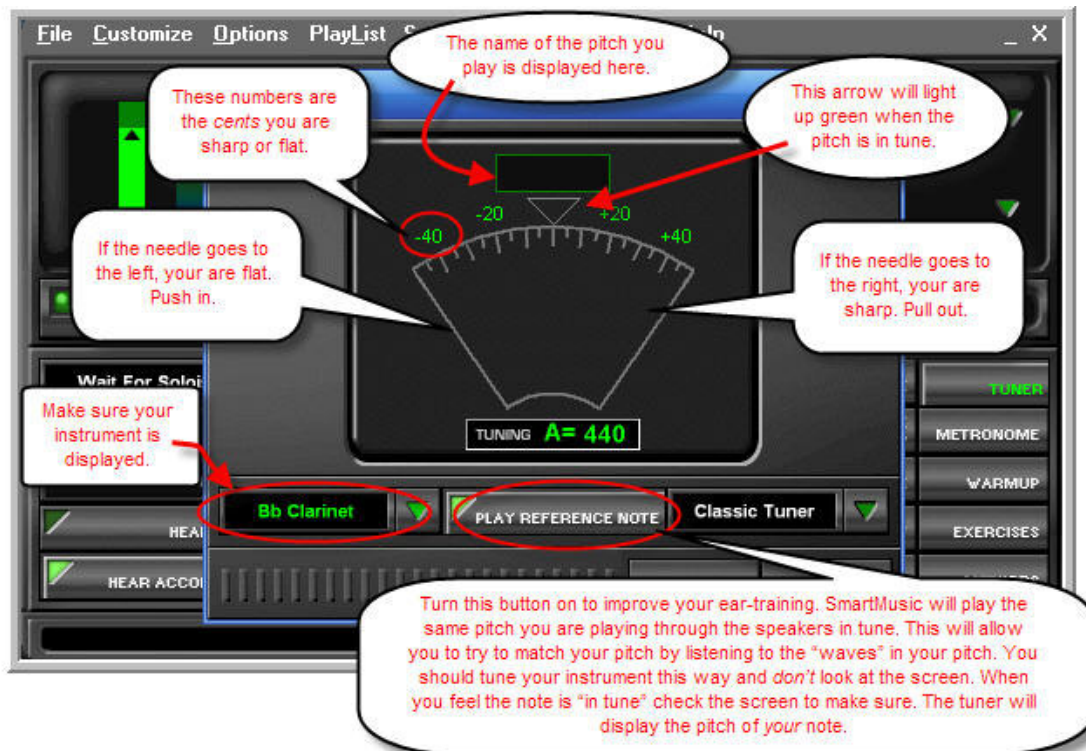 File Customize Options PlayList
_ X
The name of the pitch you
play is displayed here.
These numbers are
the cents you are
sharp or flat.
This arrow will light
up green when the
pitch is in tune.
-40
-20
+20
+40
If the needle goes to
the left, your are flat.
Push in.
If the needle goes to
the right, your are
sharp. Pull out.
TUNING A= 440
Wait For
Make sure your
instrument is
displayed.
TUNER
METRONOME
WARMUP
EXERCISES
Bb Clarinet
PLAY REFERENCE NOTE
Classic Tuner
HEAR
Turn this button on to improve your ear-training. SmartMusic will play the
same pitch you are playing through the speakers in tune. This will allow
you to try to match your pitch by listening to the “waves” in your pitch. You
should tune your instrument this way and don’t look at the screen. When
you feel the note is “in tune” check the screen to make sure. The tuner will
display the pitch of your note.